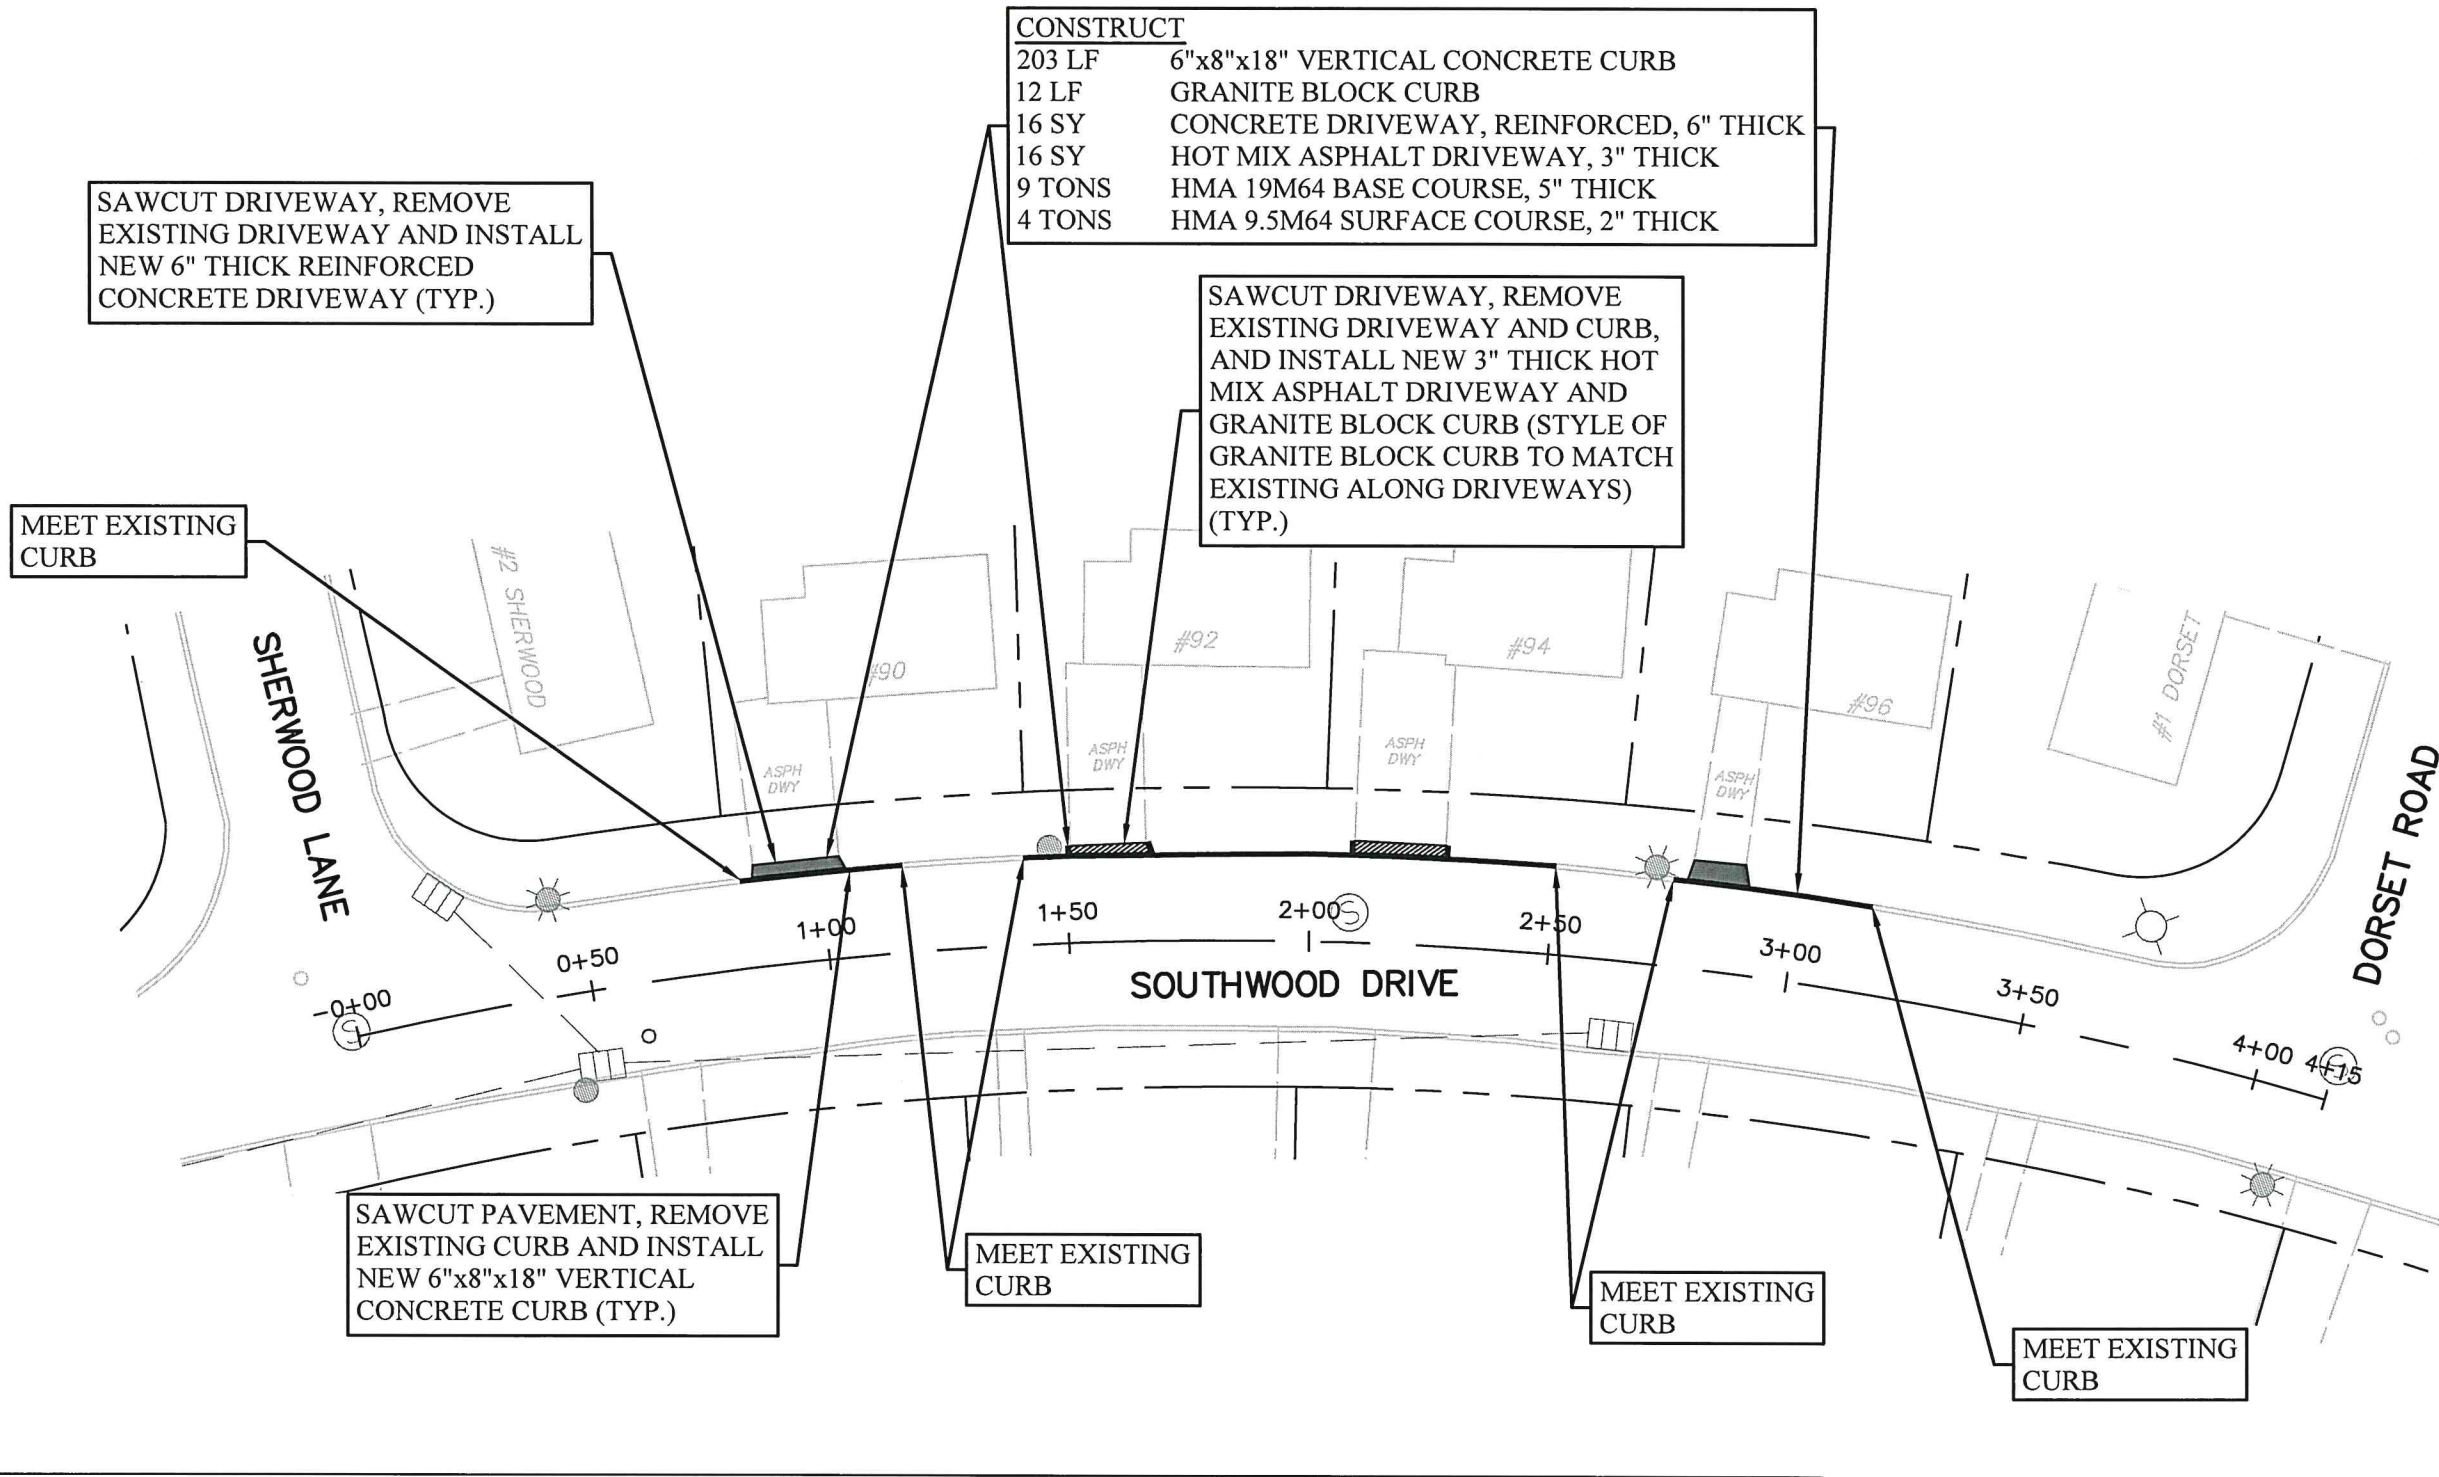 CONSTRUCT
203 LF 6"x8"x18" VERTICAL CONCRETE CURB
12 LF GRANITE BLOCK CURB
16 SY CONCRETE DRIVEWAY, REINFORCED, 6" THICK
16 SY HOT MIX ASPHALT DRIVEWAY, 3" THICK
9 TONS HMA 19M64 BASE COURSE, 5" THICK
4 TONS HMA 9.5M64 SURFACE COURSE, 2" THICK
SAWCUT DRIVEWAY, REMOVE
EXISTING DRIVEWAY AND INSTALL
NEW 6" THICK REINFORCED
CONCRETE DRIVEWAY (TYP.)
SAWCUT DRIVEWAY, REMOVE
EXISTING DRIVEWAY AND CURB,
AND INSTALL NEW 3" THICK HOT
MIX ASPHALT DRIVEWAY AND
GRANITE BLOCK CURB (STYLE OF
GRANITE BLOCK CURB TO MATCH
EXISTING ALONG DRIVEWAYS)
(TYP.)
MEET EXISTING
CURB
#2 SHERWOOD
#90
#92
#94
#96
#1 DORSET
SHERWOOD LANE
ASPH
DWY
ASPH
DWY
ASPH
DWY
ASPH
DWY
DORSET ROAD
-0+00
0+50
1+00
1+50
2+00
S
2+50
3+00
3+50
4+00
4+15
S
S
SOUTHWOOD DRIVE
SAWCUT PAVEMENT, REMOVE
EXISTING CURB AND INSTALL
NEW 6"x8"x18" VERTICAL
CONCRETE CURB (TYP.)
MEET EXISTING
CURB
MEET EXISTING
CURB
MEET EXISTING
CURB